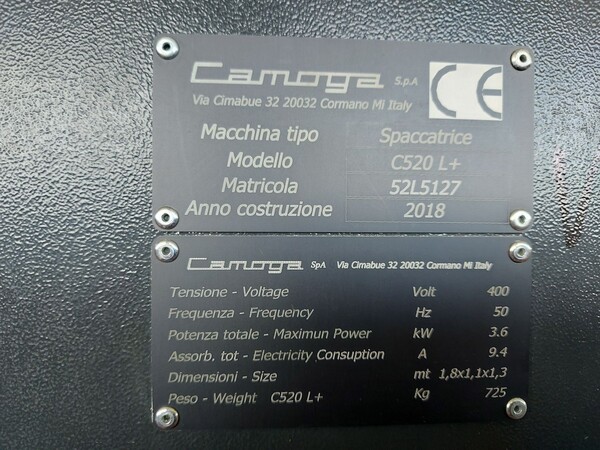 Camoga S.p.A CE
Via Cimabue 32 20032 Cormano Mi Italy
Macchina tipo Spaccatrice
Modello C520 L+
Matricola 52L5127
Anno costruzione 2018
Camoga SpA Via Cimabue 32 20032 Cormano Mi Italy
Tensione - Voltage Volt 400
Frequenza - Frequency Hz 50
Potenza totale - Maximun Power kW 3.6
Assorb. tot - Electricity Consuption A 9.4
Dimensioni - Size mt 1,8x1,1x1,3
Peso - Weight C520 L+ Kg 725